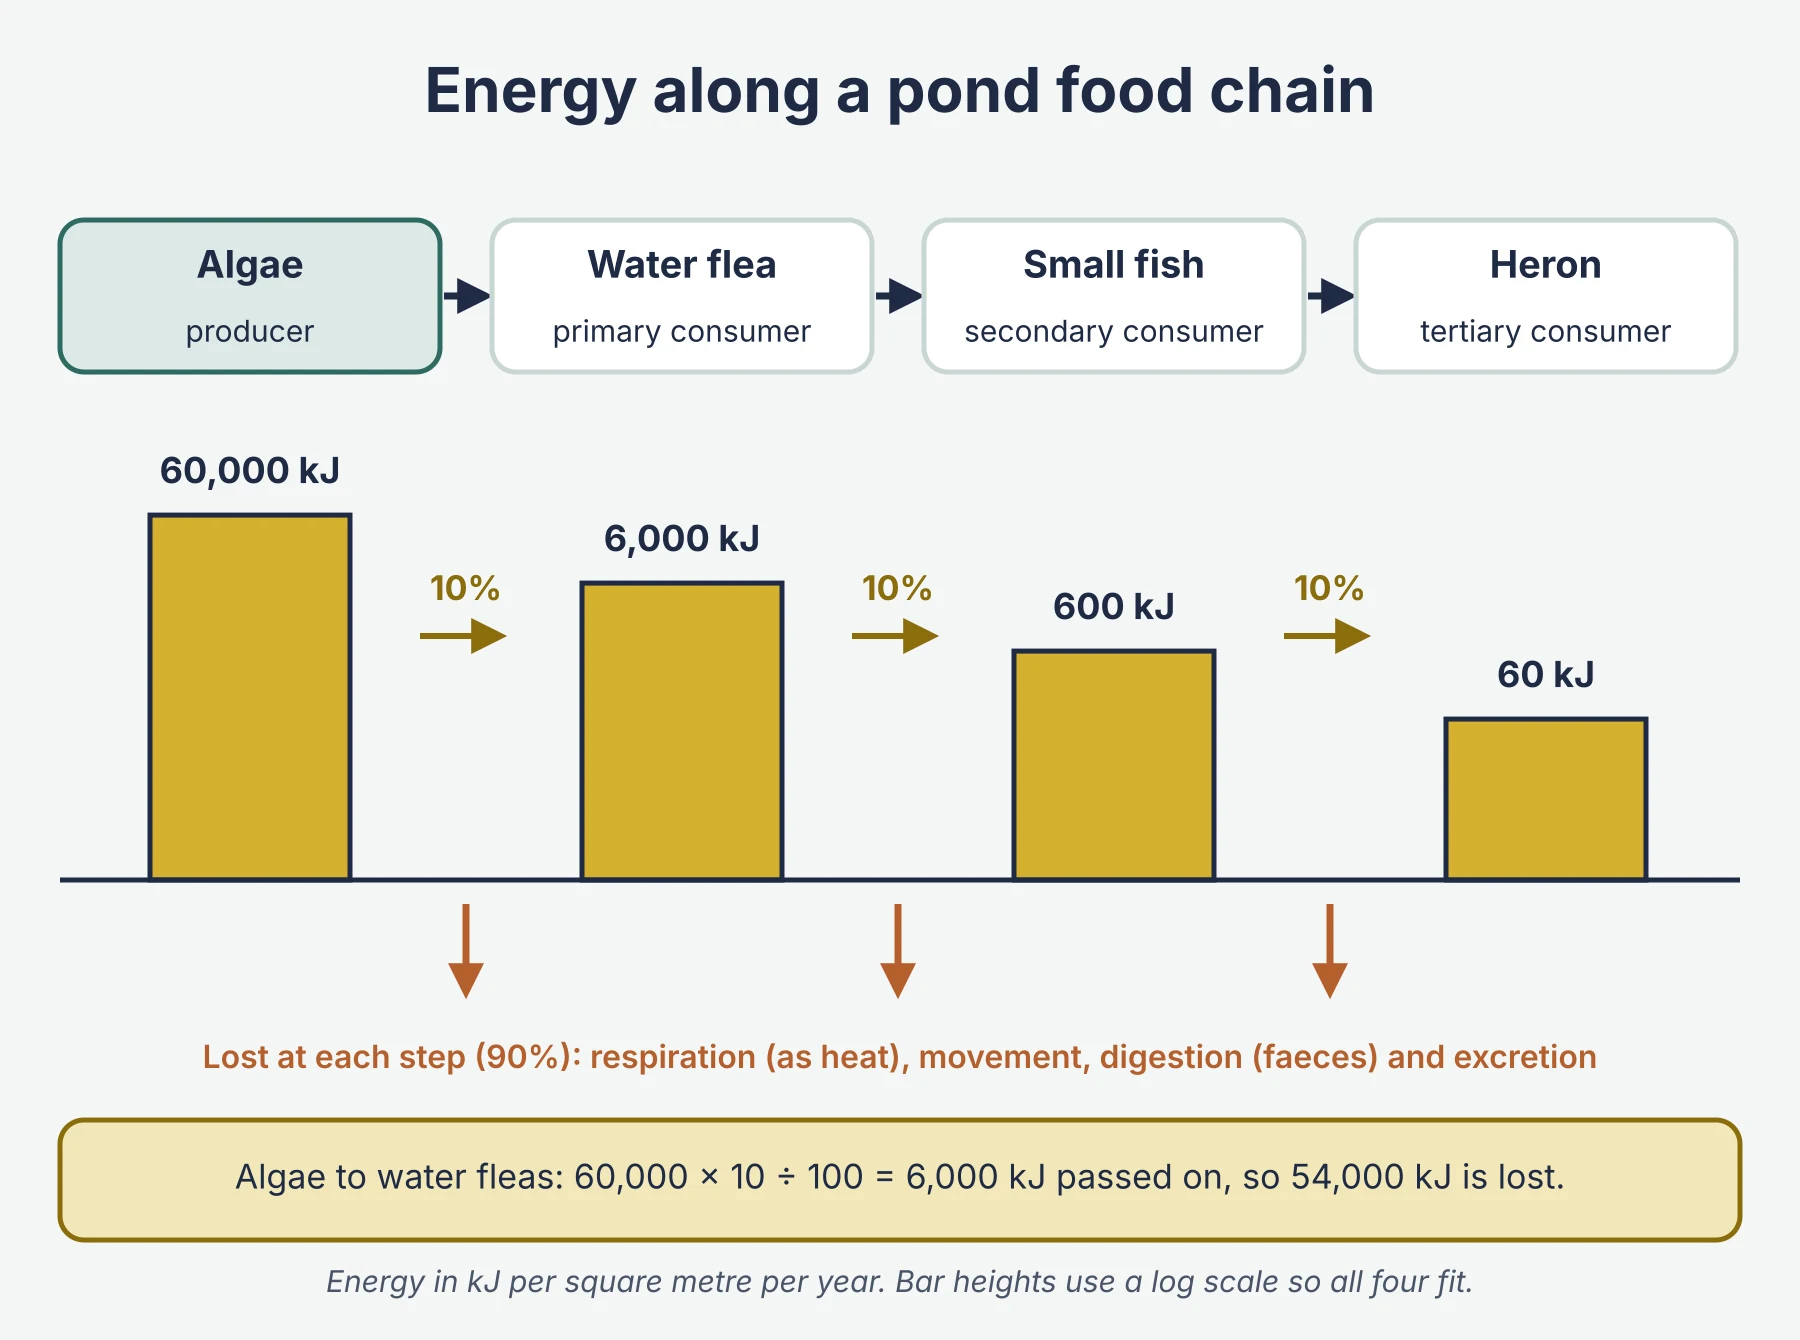 Energy along a pond food chain
Algae
producer
Water flea
primary consumer
Small fish
secondary consumer
Heron
tertiary consumer
60,000 kJ
10%
6,000 kJ
10%
600 kJ
10%
60 kJ
Lost at each step (90%): respiration (as heat), movement, digestion (faeces) and excretion
Algae to water fleas: 60,000 × 10 ÷ 100 = 6,000 kJ passed on, so 54,000 kJ is lost.
Energy in kJ per square metre per year. Bar heights use a log scale so all four fit.